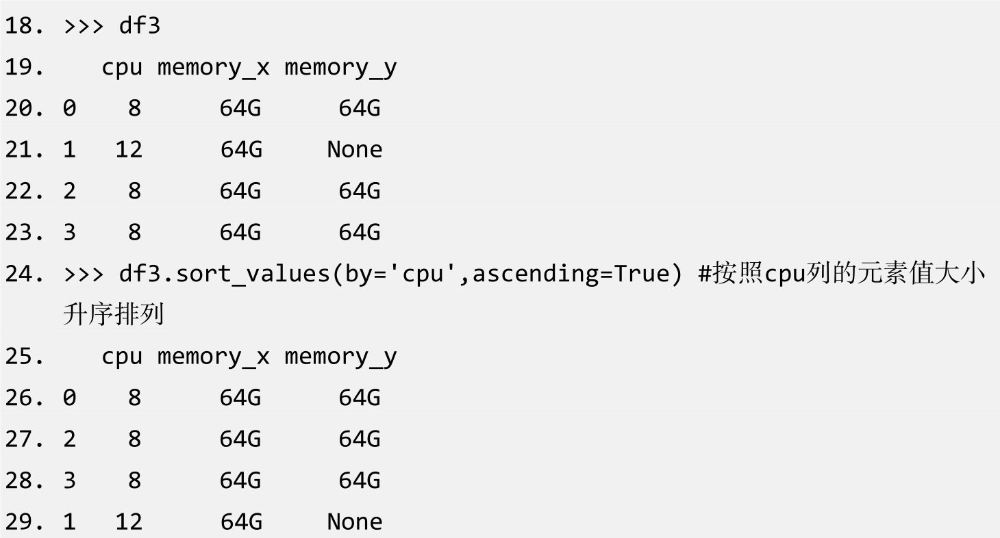 18. >>> df3
19.    cpu memory_x memory_y
20. 0    8      64G      64G
21. 1   12      64G     None
22. 2    8      64G      64G
23. 3    8      64G      64G
24. >>> df3.sort_values(by='cpu',ascending=True) #按照cpu列的元素值大小
升序排列
25.    cpu memory_x memory_y
26. 0    8      64G      64G
27. 2    8      64G      64G
28. 3    8      64G      64G
29. 1   12      64G     None